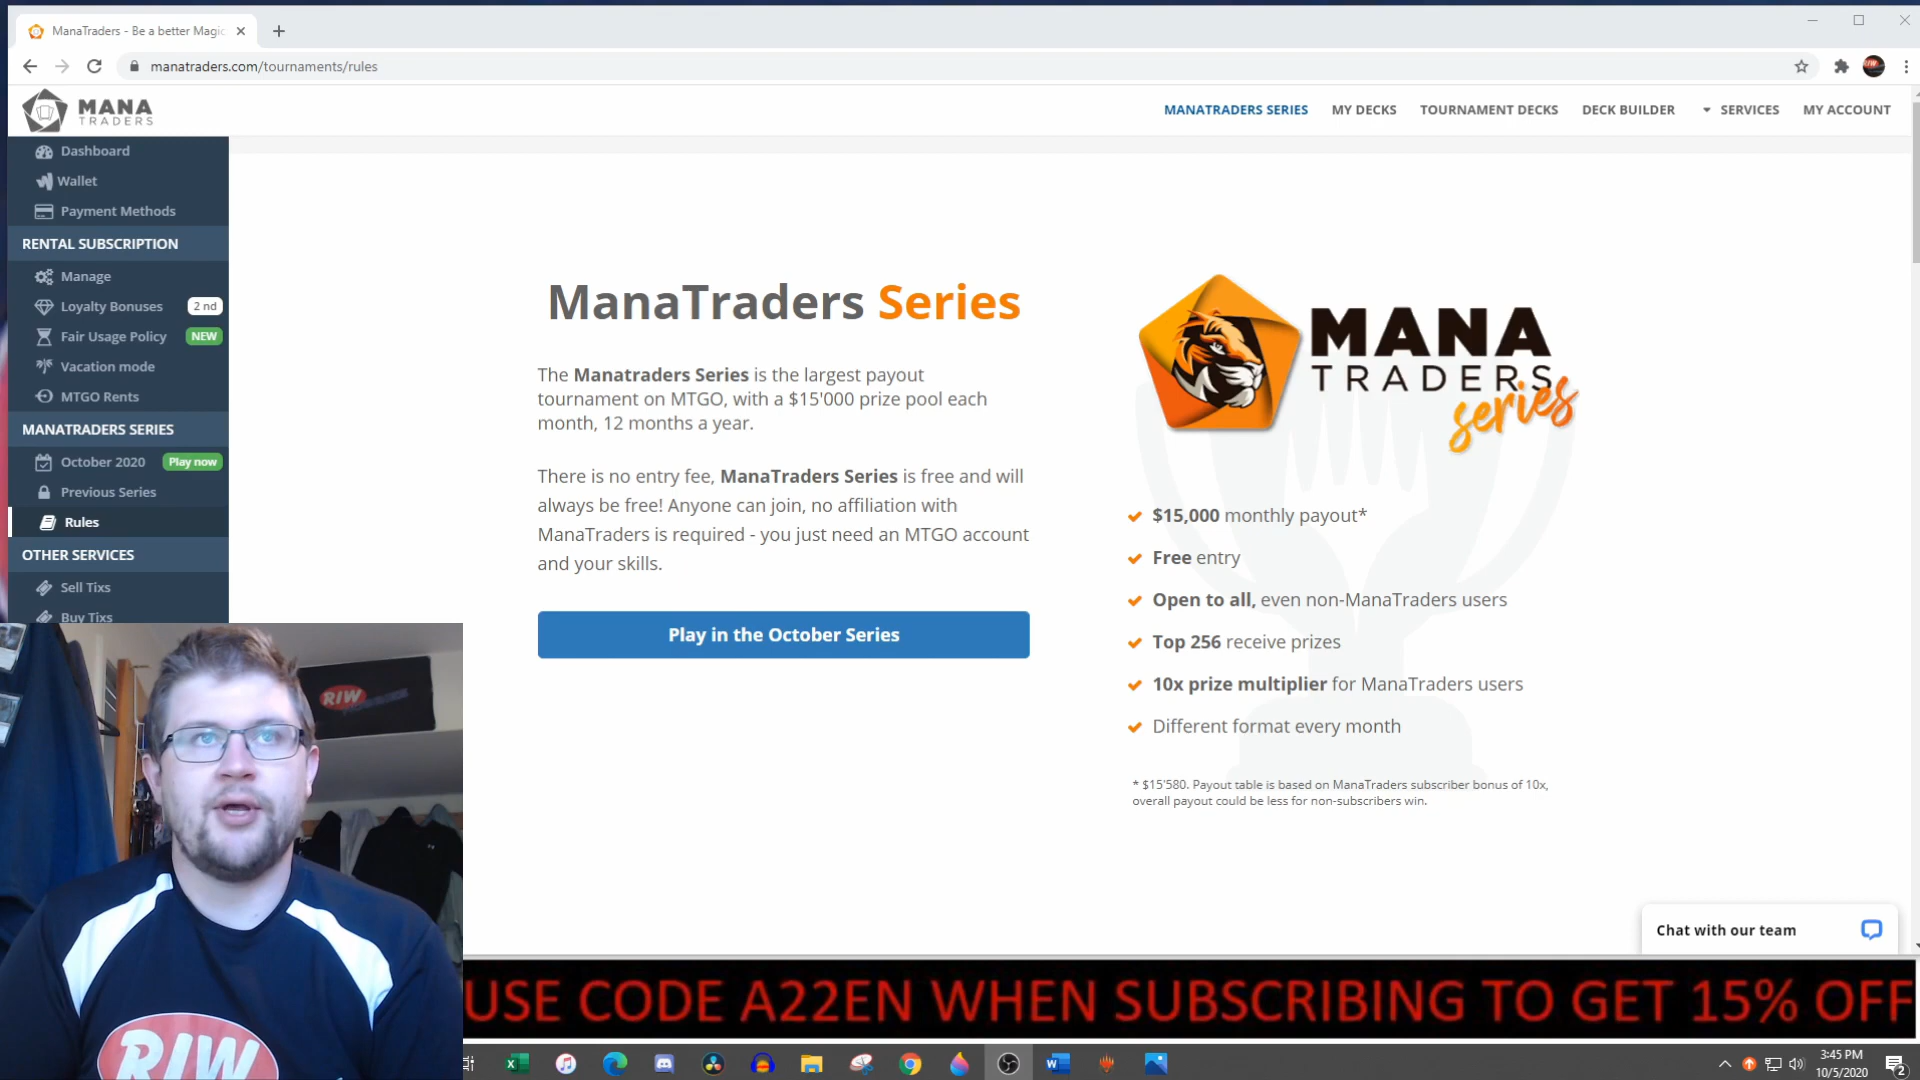 ManaTraders - Be a better Magic
manatraders.com/tournaments/rules
MANA
TRADERS
MANATRADERS SERIES
MY DECKS
TOURNAMENT DECKS
DECK BUILDER
SERVICES
MY ACCOUNT
Dashboard
Wallet
Payment Methods
RENTAL SUBSCRIPTION
Manage
Loyalty Bonuses 2 nd
Fair Usage Policy NEW
Vacation mode
MTGO Rents
MANATRADERS SERIES
October 2020 Play now
Previous Series
Rules
OTHER SERVICES
Sell Tixs
Buy Tixs
ManaTraders Series
The Manatraders Series is the largest payout
tournament on MTGO, with a $15'000 prize pool each
month, 12 months a year.
There is no entry fee, ManaTraders Series is free and will
always be free! Anyone can join, no affiliation with
ManaTraders is required - you just need an MTGO account
and your skills.
Play in the October Series
MANA
TRADERS
series
$15,000 monthly payout*
Free entry
Open to all, even non-ManaTraders users
Top 256 receive prizes
10x prize multiplier for ManaTraders users
Different format every month
* $15'580. Payout table is based on ManaTraders subscriber bonus of 10x,
overall payout could be less for non-subscribers win.
Chat with our team
RIW
RIW
USE CODE A22EN WHEN SUBSCRIBING TO GET 15% OFF
3:45 PM
10/5/2020
2